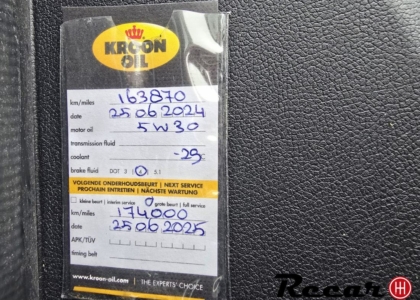 KROON
OIL
km/miles 163870
date 25 06 2024
motor oil 5W30
transmission fluid
coolant -29.
brake fluid DOT 3 4 5.1
VOLGENDE ONDERHOUDSBEURT | NEXT SERVICE
PROCHAIN ENTRETIEN | NÄCHSTE WARTUNG
kleine beurt | interim service grote beurt | full service
km/miles 174000
date 25 06 2025
APK/TÜV
timing belt
www.kroon-oil.com | THE EXPERTS' CHOICE
Recar